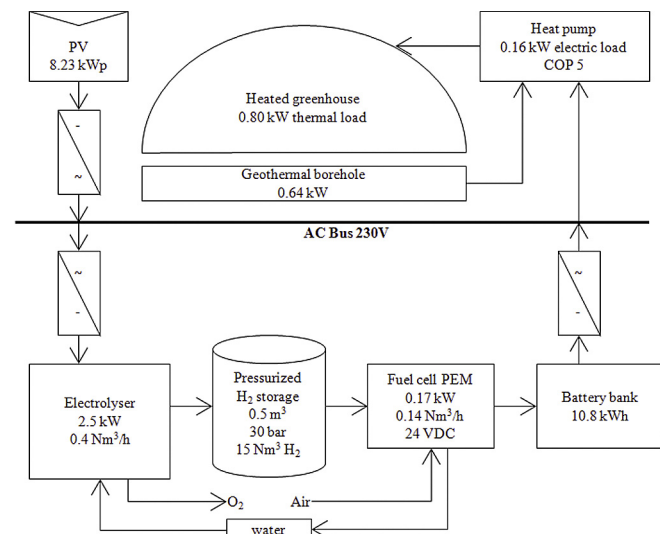 PV
8.23 kWp
Heat pump
0.16 kW electric load
COP 5
Heated greenhouse
0.80 kW thermal load
Geothermal borehole
0.64 kW
-
~
AC Bus 230V
~
-
~
-
Electrolyser
2.5 kW
0.4 Nm³/h
Pressurized
H₂ storage
0.5 m³
30 bar
15 Nm³ H₂
Fuel cell PEM
0.17 kW
0.14 Nm³/h
24 VDC
Battery bank
10.8 kWh
O₂
Air
water